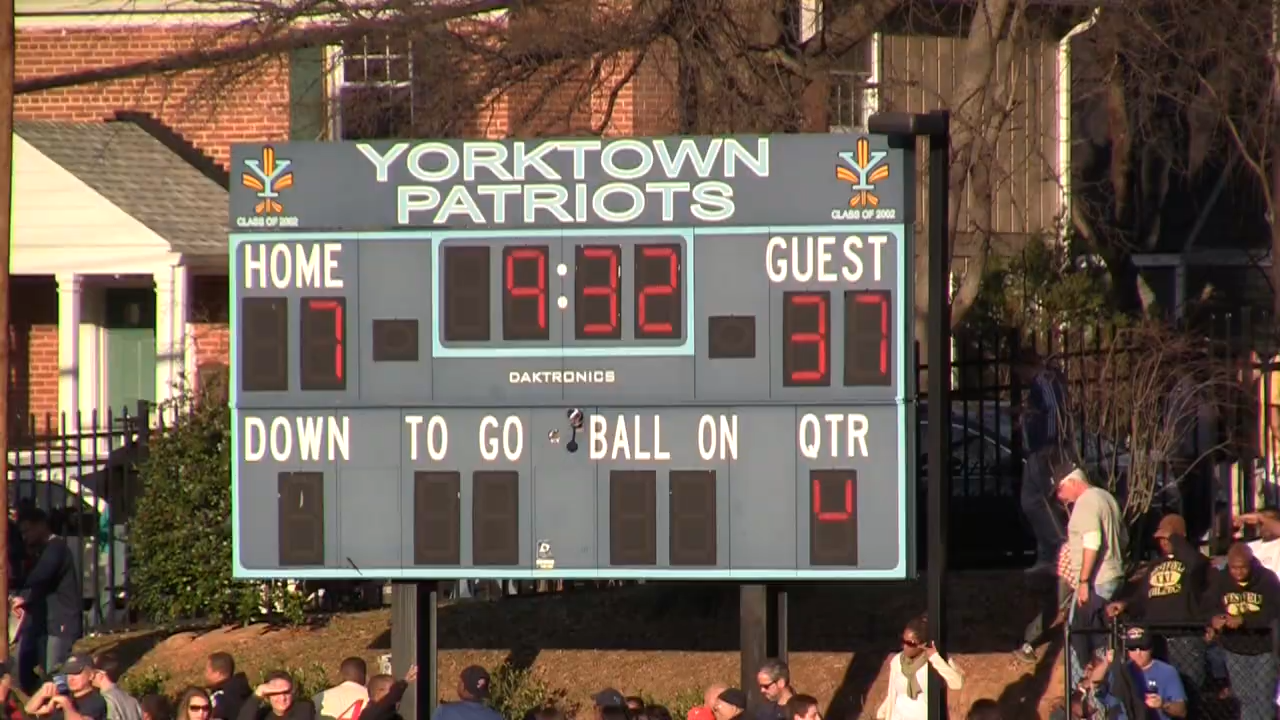 YORKTOWN
PATRIOTS
CLASS OF 2002
CLASS OF 2002
HOME
9:32
GUEST
7
37
DAKTRONICS
DOWN
TO GO
BALL ON
QTR
4